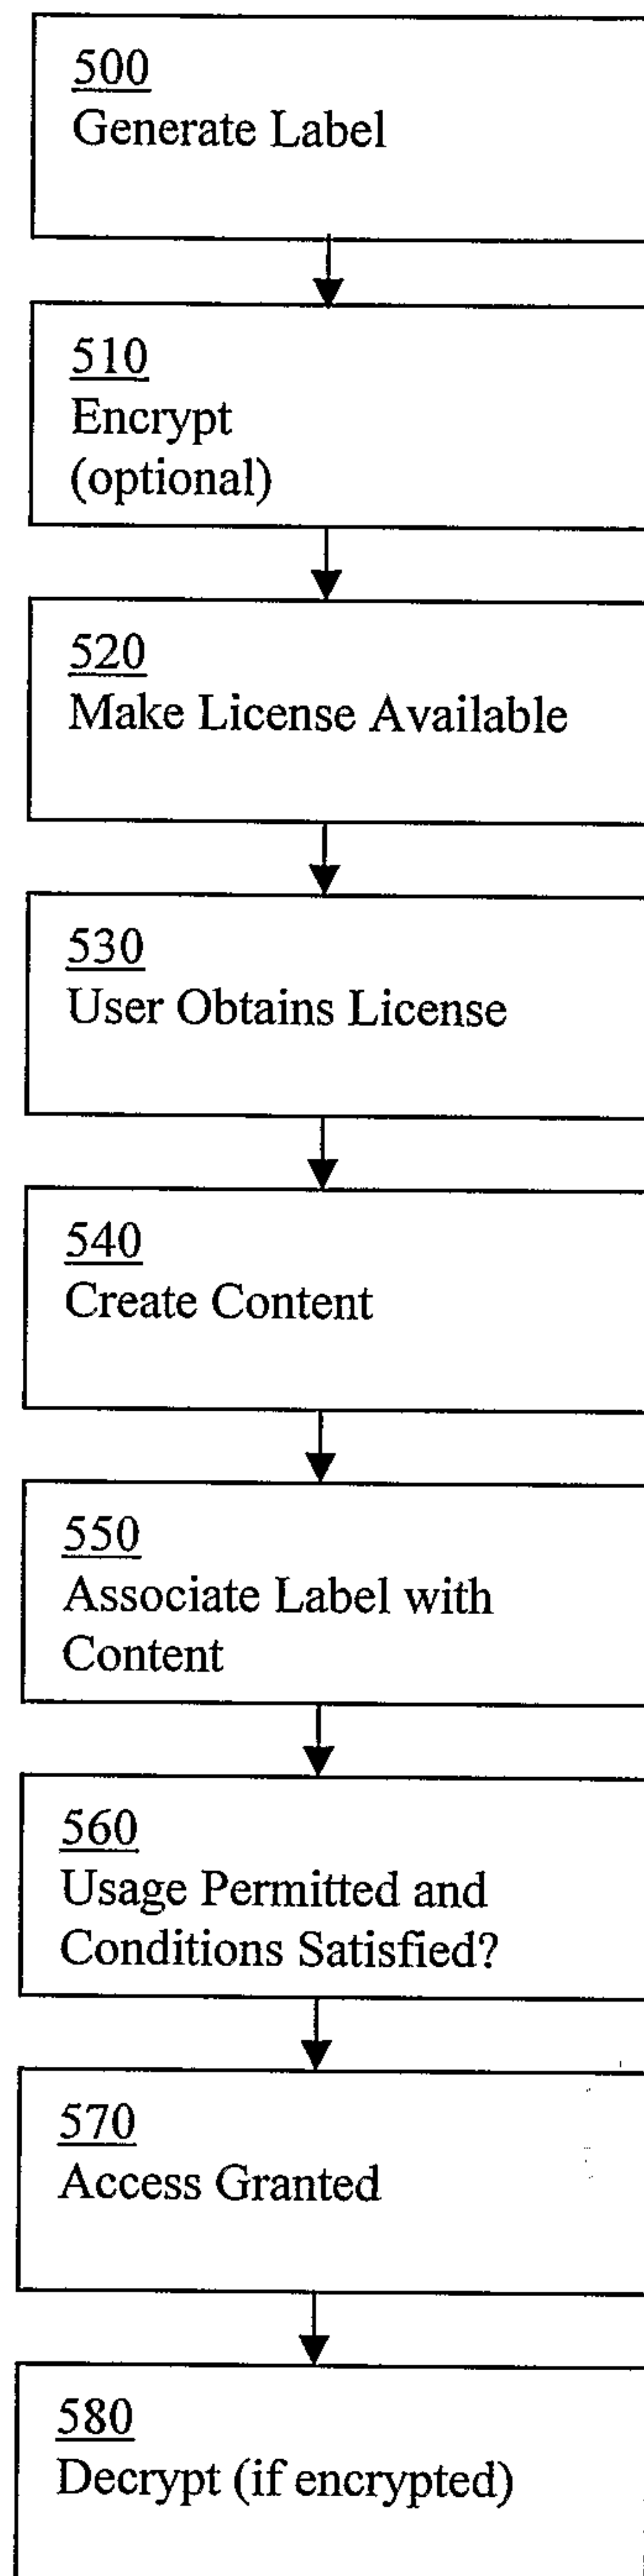 500
Generate Label
510
Encrypt
(optional)
520
Make License Available
530
User Obtains License
540
Create Content
550
Associate Label with
Content
560
Usage Permitted and
Conditions Satisfied?
570
Access Granted
580
Decrypt (if encrypted)